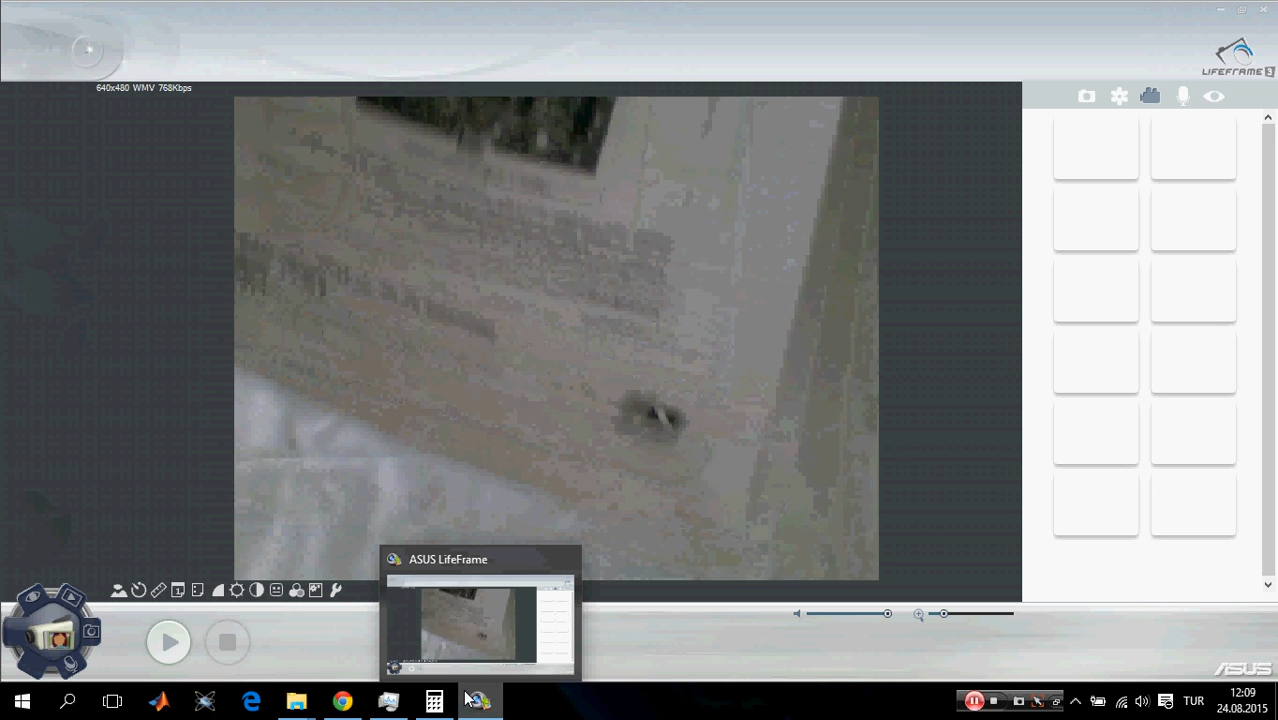 LIFEFRAME 3
640x480 WMV 768Kbps
ASUS LifeFrame
ASUS
TUR
12:09
24.08.2015